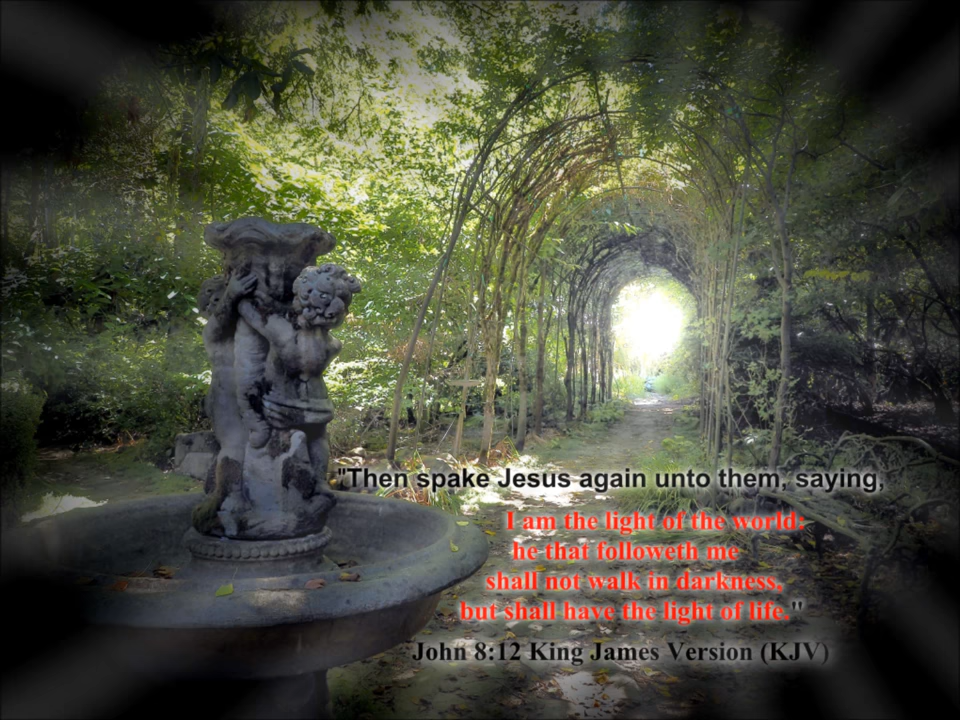 "Then spake Jesus again unto them, saying,
I am the light of the world:
he that followeth me
shall not walk in darkness,
but shall have the light of life."
John 8:12 King James Version (KJV)